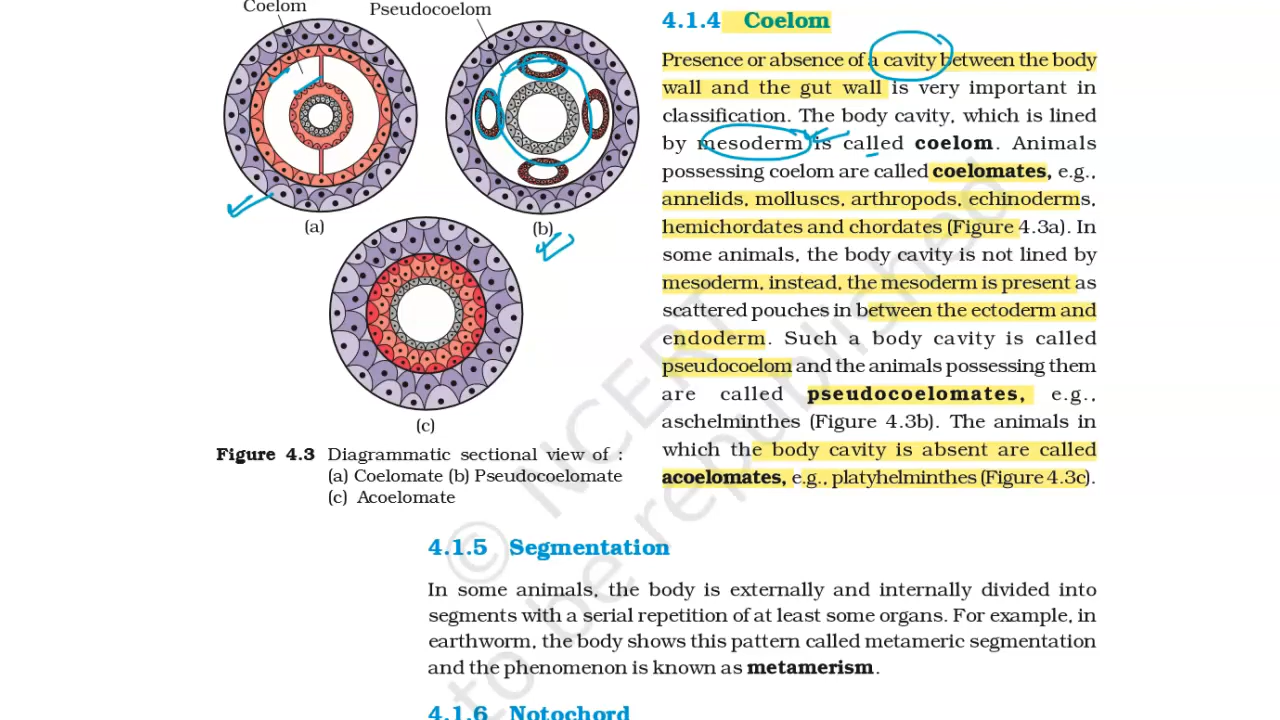 Coelom
Pseudocoelom
(a)
(b)
(c)
Figure 4.3 Diagrammatic sectional view of :
(a) Coelomate (b) Pseudocoelomate
(c) Acoelomate
4.1.4 Coelom
Presence or absence of a cavity between the body
wall and the gut wall is very important in
classification. The body cavity, which is lined
by mesoderm is called coelom. Animals
possessing coelom are called coelomates, e.g.,
annelids, molluscs, arthropods, echinoderms,
hemichordates and chordates (Figure 4.3a). In
some animals, the body cavity is not lined by
mesoderm, instead, the mesoderm is present as
scattered pouches in between the ectoderm and
endoderm. Such a body cavity is called
pseudocoelom and the animals possessing them
are called pseudocoelomates, e.g.,
aschelminthes (Figure 4.3b). The animals in
which the body cavity is absent are called
acoelomates, e.g., platyhelminthes (Figure 4.3c).
4.1.5 Segmentation
In some animals, the body is externally and internally divided into
segments with a serial repetition of at least some organs. For example, in
earthworm, the body shows this pattern called metameric segmentation
and the phenomenon is known as metamerism.
4.1.6 Notochord
© NCERT
to be republished